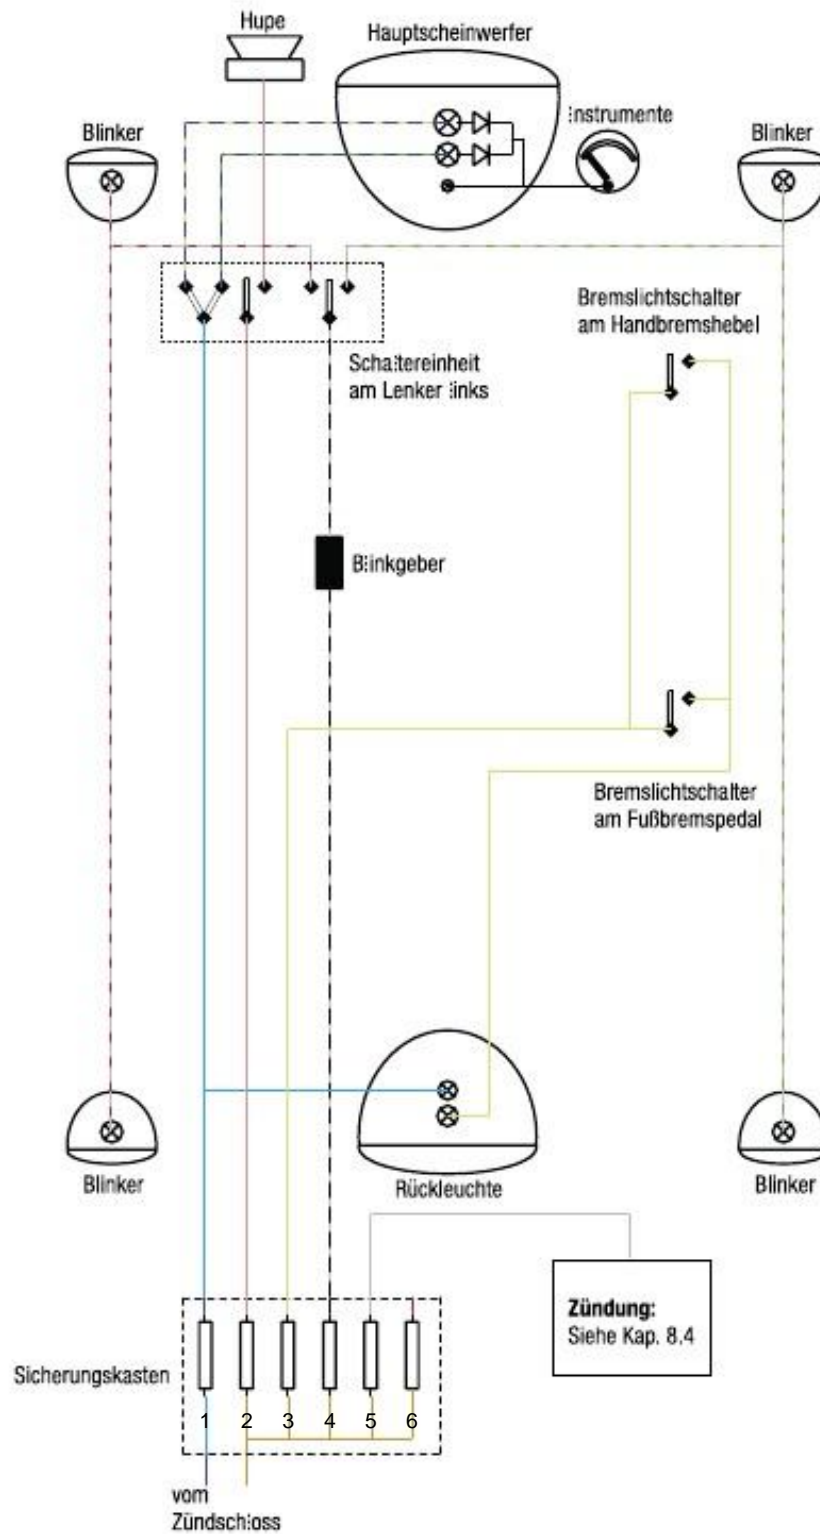 Hupe
Hauptscheinwerfer
Instrumente
Blinker
Blinker
Bremslichtschalter
am Handbremshebel
Schaltereinheit
am Lenker links
Blinkgeber
Bremslichtschalter
am Fußbremspedal
Blinker
Rückleuchte
Blinker
Zündung:
Siehe Kap. 8.4
Sicherungskasten
1 2 3 4 5 6
vom
Zündschloss